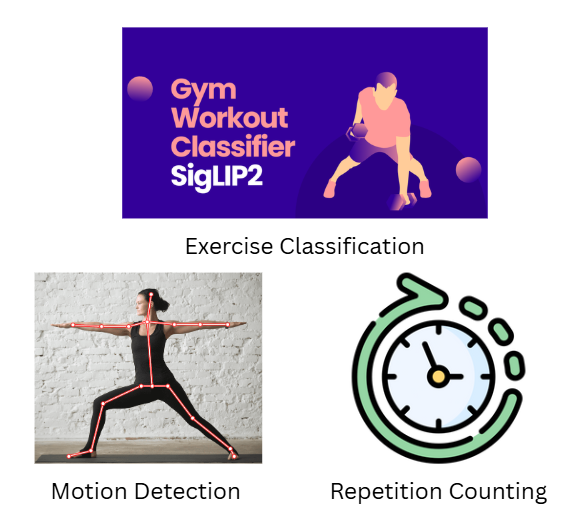 Gym
Workout
Classifier
SigLIP2
Exercise Classification
Motion Detection
Repetition Counting